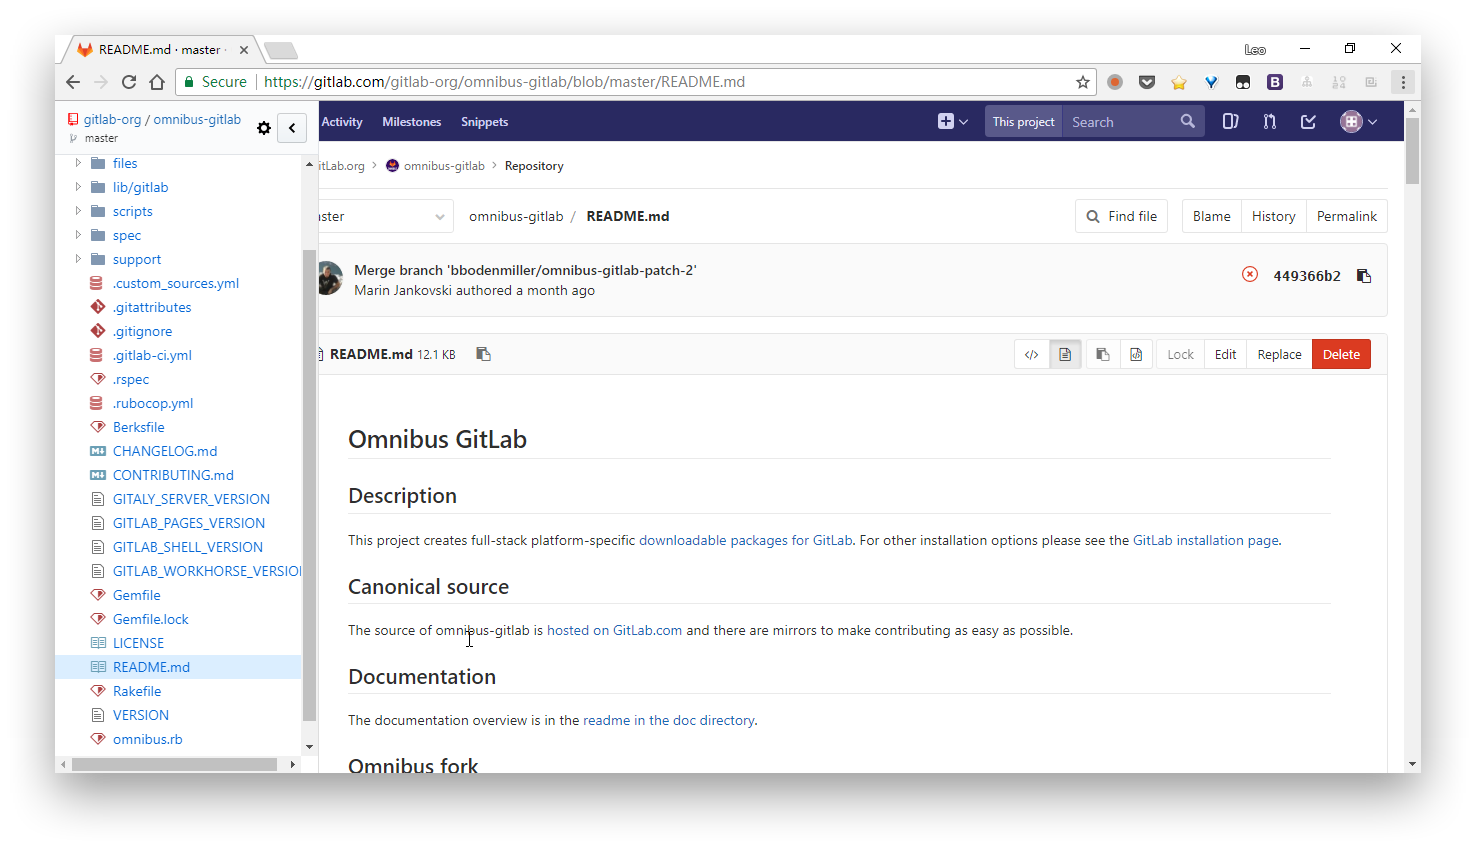 README.md · master ·
Leo
Secure https://gitlab.com/gitlab-org/omnibus-gitlab/blob/master/README.md
gitlab-org / omnibus-gitlab
master
files
lib/gitlab
scripts
spec
support
.custom_sources.yml
.gitattributes
.gitignore
.gitlab-ci.yml
.rspec
.rubocop.yml
Berksfile
CHANGELOG.md
CONTRIBUTING.md
GITALY_SERVER_VERSION
GITLAB_PAGES_VERSION
GITLAB_SHELL_VERSION
GITLAB_WORKHORSE_VERSION
Gemfile
Gemfile.lock
LICENSE
README.md
Rakefile
VERSION
omnibus.rb
Activity Milestones Snippets This project Search
itLab.org > omnibus-gitlab > Repository
ster omnibus-gitlab / README.md Find file Blame History Permalink
Merge branch 'bbodenmiller/omnibus-gitlab-patch-2'
Marin Jankovski authored a month ago
449366b2
README.md 12.1 KB </> Lock Edit Replace Delete
Omnibus GitLab
Description
This project creates full-stack platform-specific downloadable packages for GitLab. For other installation options please see the GitLab installation page.
Canonical source
The source of omnibus-gitlab is hosted on GitLab.com and there are mirrors to make contributing as easy as possible.
Documentation
The documentation overview is in the readme in the doc directory.
Omnibus fork